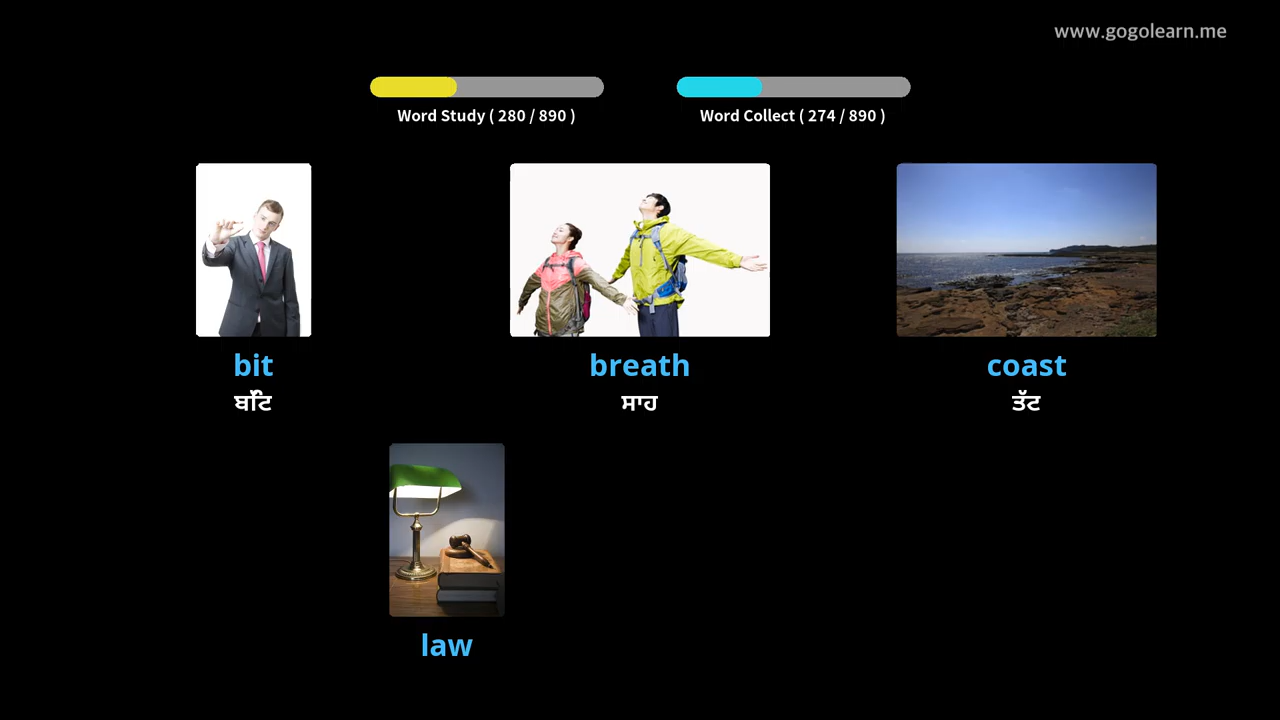 www.gogolearn.me
Word Study ( 280 / 890 )
Word Collect ( 274 / 890 )
bit
breath
coast
ਬਿੱਟ
ਸਾਹ
ਤੱਟ
law